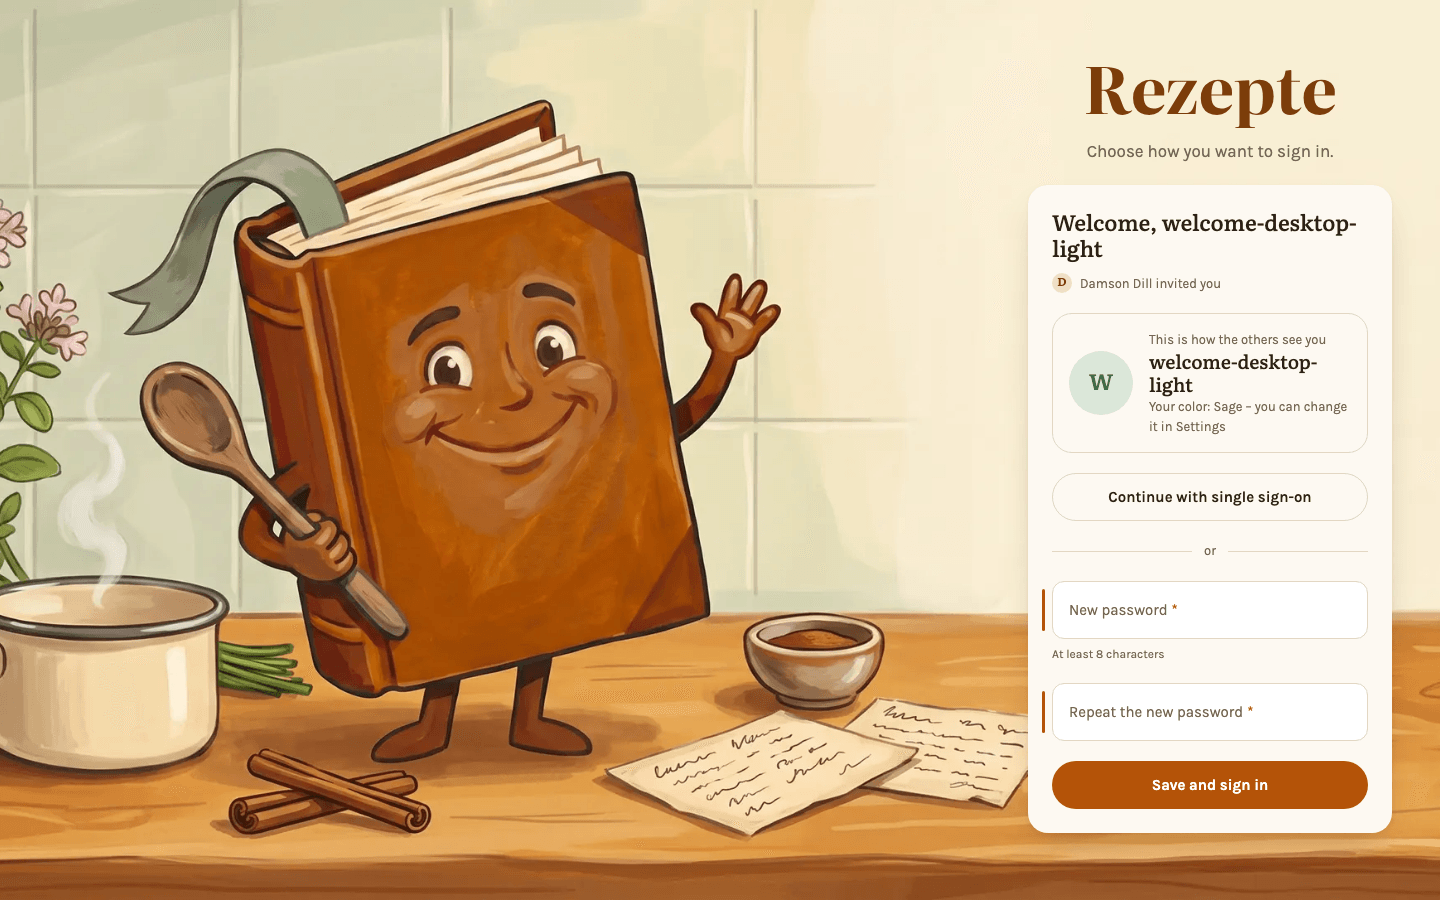 Rezepte
Choose how you want to sign in.
Welcome, welcome-desktop-
light
D Damson Dill invited you
This is how the others see you
W
welcome-desktop-
light
Your color: Sage – you can change
it in Settings
Continue with single sign-on
or
New password *
At least 8 characters
Repeat the new password *
Save and sign in